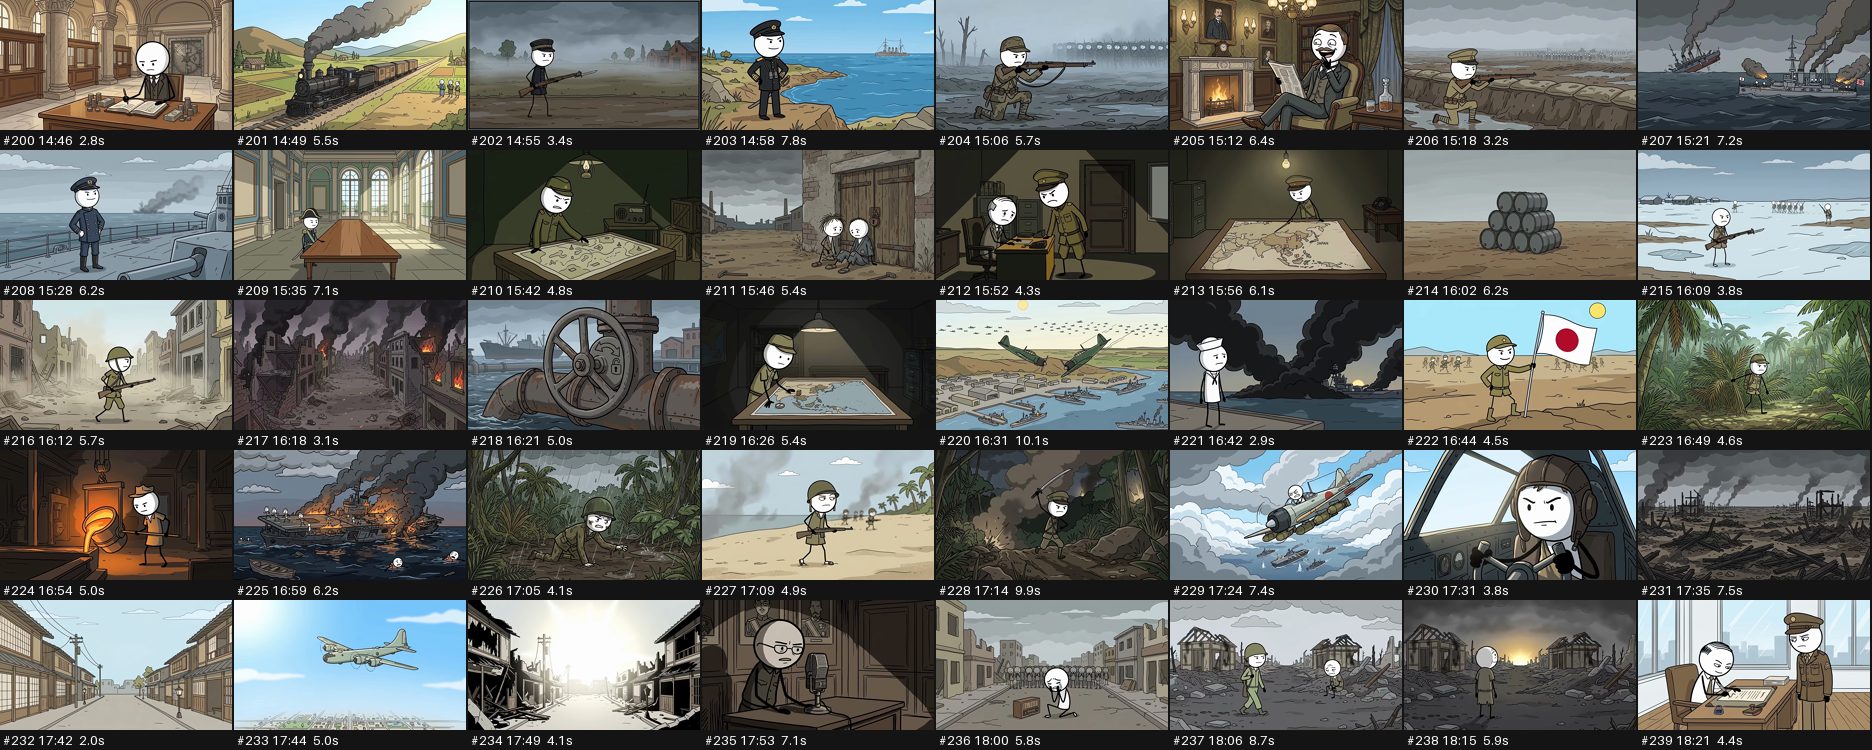 #200 14:46 2.8s
#201 14:49 5.5s
#202 14:55 3.4s
#203 14:58 7.8s
#204 15:06 5.7s
#205 15:12 6.4s
#206 15:18 3.2s
#207 15:21 7.2s
#208 15:28 6.2s
#209 15:35 7.1s
#210 15:42 4.8s
#211 15:46 5.4s
#212 15:52 4.3s
JAPAN
#213 15:56 6.1s
#214 16:02 6.2s
#215 16:09 3.8s
#216 16:12 5.7s
#217 16:18 3.1s
#218 16:21 5.0s
#219 16:26 5.4s
#220 16:31 10.1s
#221 16:42 2.9s
#222 16:44 4.5s
#223 16:49 4.6s
#224 16:54 5.0s
#225 16:59 6.2s
#226 17:05 4.1s
#227 17:09 4.9s
#228 17:14 9.9s
#229 17:24 7.4s
#230 17:31 3.8s
#231 17:35 7.5s
#232 17:42 2.0s
#233 17:44 5.0s
#234 17:49 4.1s
#235 17:53 7.1s
#236 18:00 5.8s
#237 18:06 8.7s
#238 18:15 5.9s
#239 18:21 4.4s